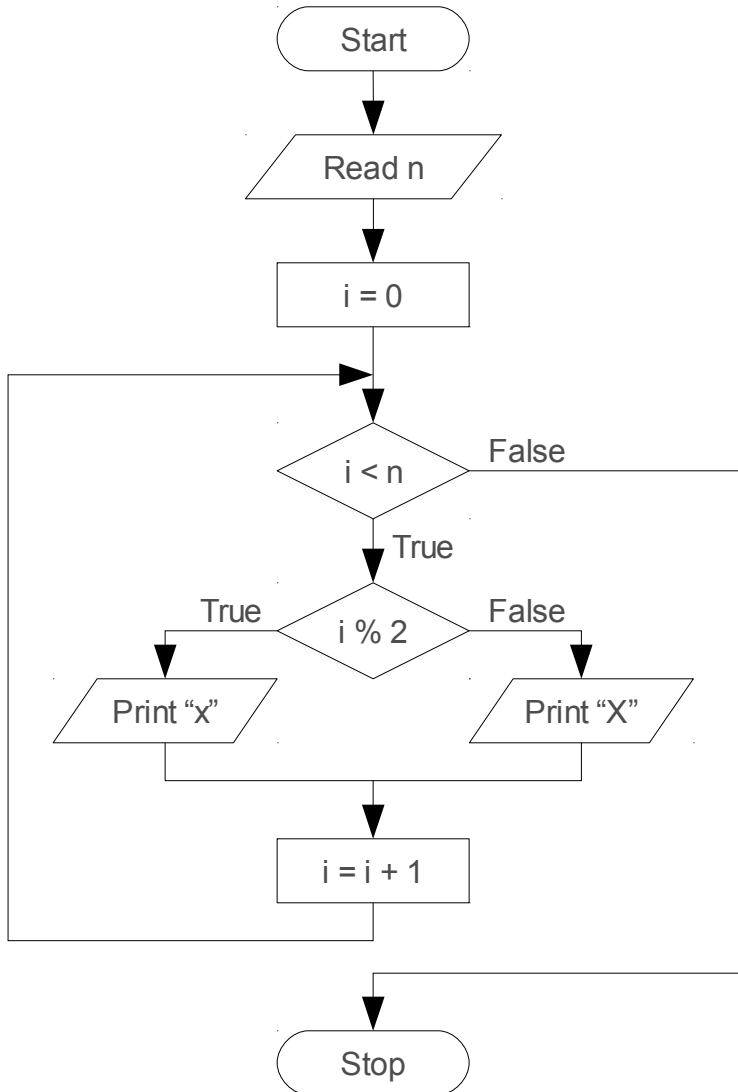 Start
Read n
i = 0
i < n
False
True
True
i % 2
False
Print “x”
Print “X”
i = i + 1
Stop